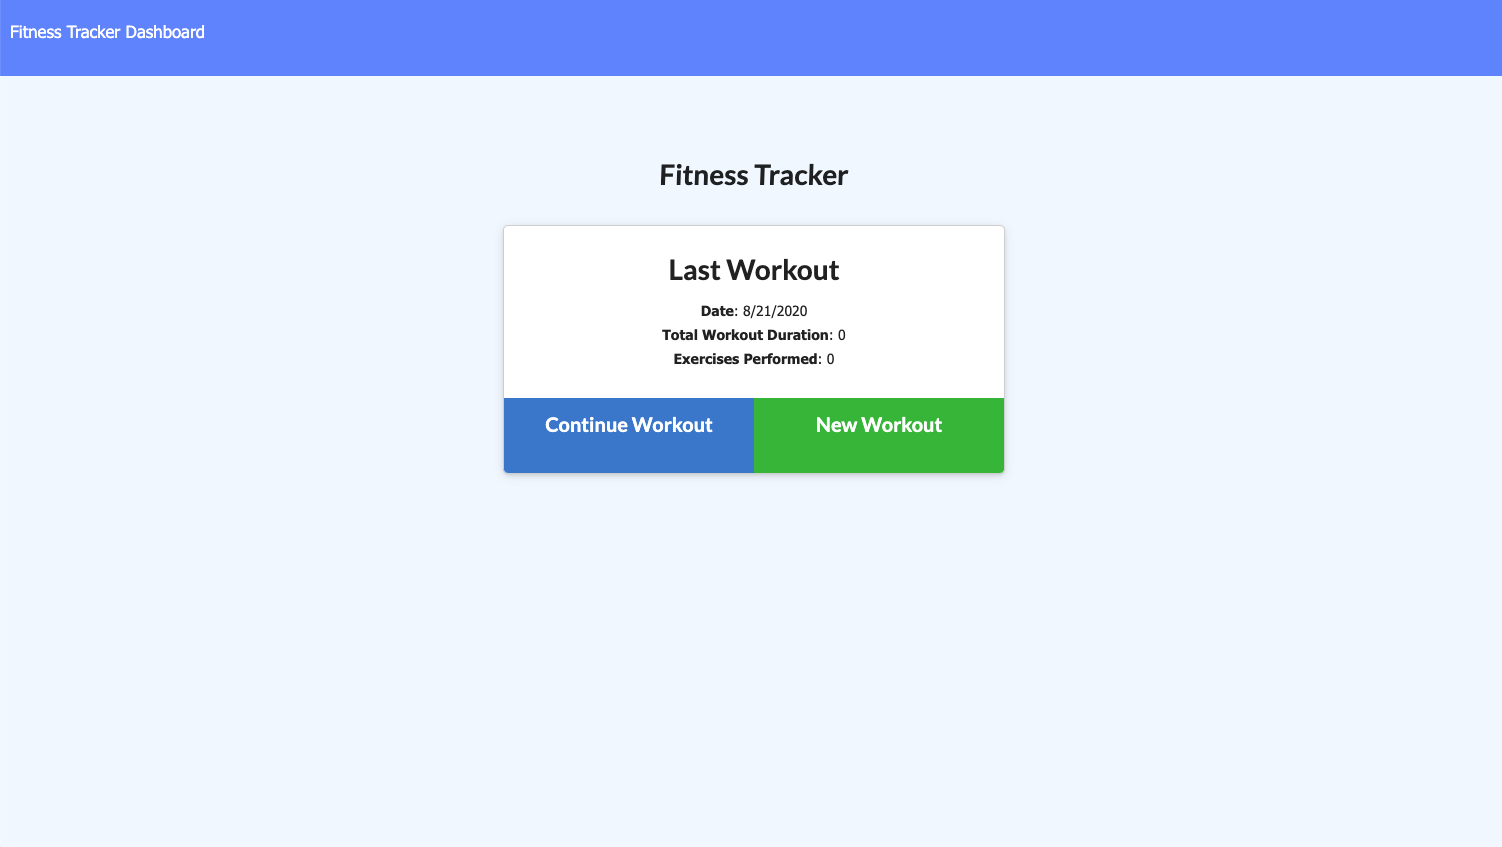 Fitness Tracker Dashboard
Fitness Tracker
Last Workout
Date: 8/21/2020
Total Workout Duration: 0
Exercises Performed: 0
Continue Workout
New Workout